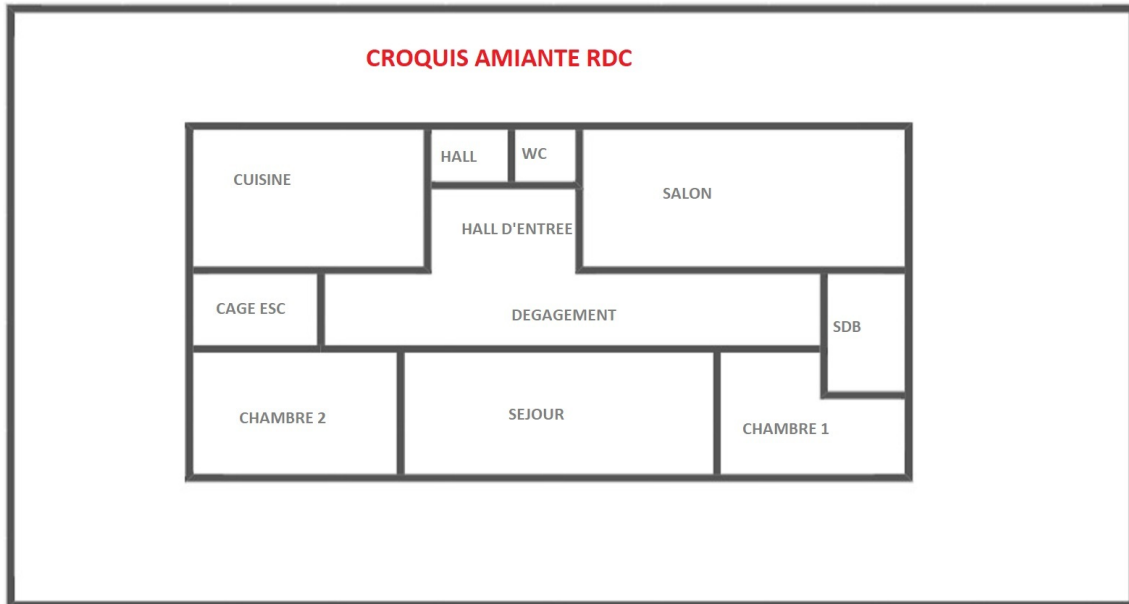 CROQUIS AMIANTE RDC
HALL
WC
CUISINE
SALON
HALL D'ENTREE
CAGE ESC
DEGAGEMENT
SDB
CHAMBRE 2
SEJOUR
CHAMBRE 1